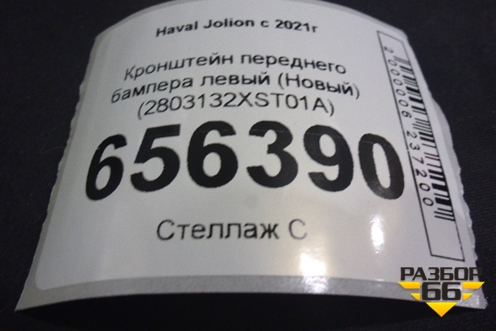 Haval Jolion с 2021г
Кронштейн переднего
бампера левый (Новый)
(2803132XST01A)
656390
Стеллаж С
2000006237200
РАЗБОР
66